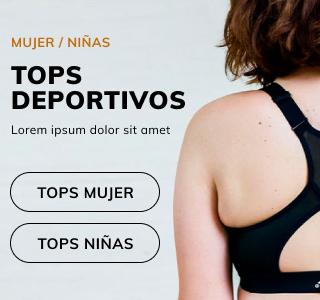 MUJER / NIÑAS
TOPS
DEPORTIVOS
Lorem ipsum dolor sit amet
TOPS MUJER
TOPS NIÑAS